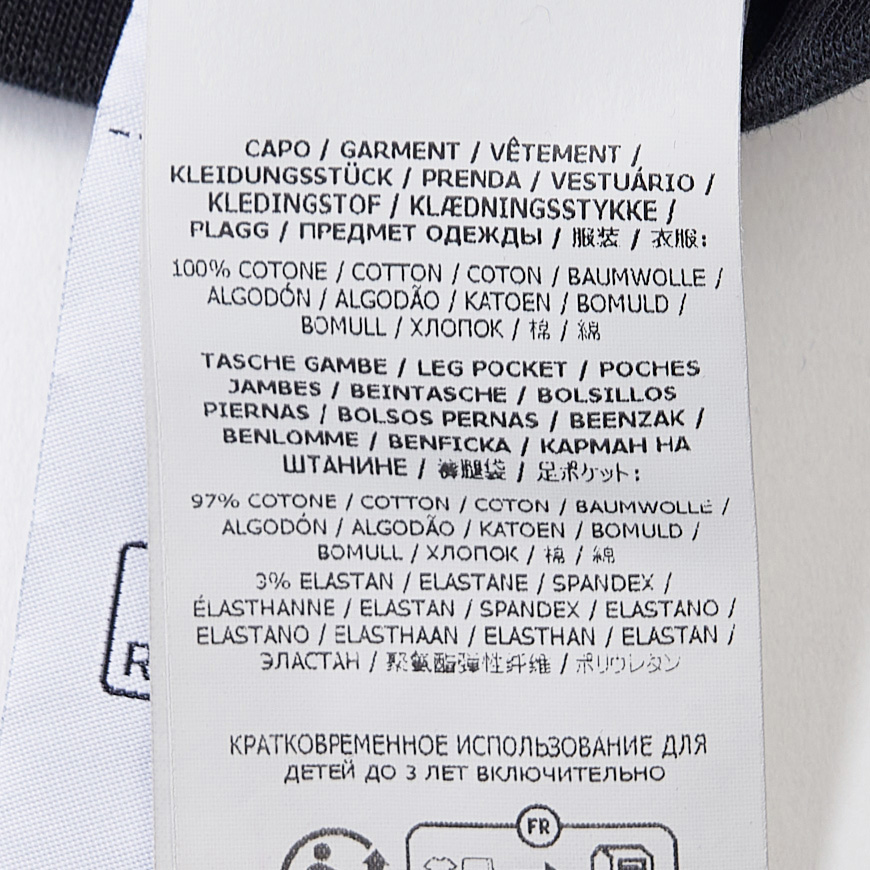 CAPO / GARMENT / VÊTEMENT /
KLEIDUNGSSTÜCK / PRENDA / VESTUÁRIO /
KLEDINGSTOF / KLÆDNINGSSTYKKE /
PLAGG / ПРЕДМЕТ ОДЕЖДЫ / 服装 / 衣服:
100% COTONE / COTTON / COTON / BAUMWOLLE /
ALGODÓN / ALGODÃO / KATOEN / BOMULD /
BOMULL / ХЛОПОК / 棉 / 綿
TASCHE GAMBE / LEG POCKET / POCHES
JAMBES / BEINTASCHE / BOLSILLOS
PIERNAS / BOLSOS PERNAS / BEENZAK /
BENLOMME / BENFICKA / КАРМАН НА
ШТАНИНЕ / 裤腿袋 / 足ポケット:
97% COTONE / COTTON / COTON / BAUMWOLLE /
ALGODÓN / ALGODÃO / KATOEN / BOMULD /
BOMULL / ХЛОПОК / 棉 / 綿
3% ELASTAN / ELASTANE / SPANDEX /
ÉLASTHANNE / ELASTAN / SPANDEX / ELASTANO /
ELASTANO / ELASTHAAN / ELASTHAN / ELASTAN /
ЭЛАСТАН / 聚氨酯弹性纤维 / ポリウレタン
КРАТКОВРЕМЕННОЕ ИСПОЛЬЗОВАНИЕ ДЛЯ
ДЕТЕЙ ДО 3 ЛЕТ ВКЛЮЧИТЕЛЬНО
FR
R